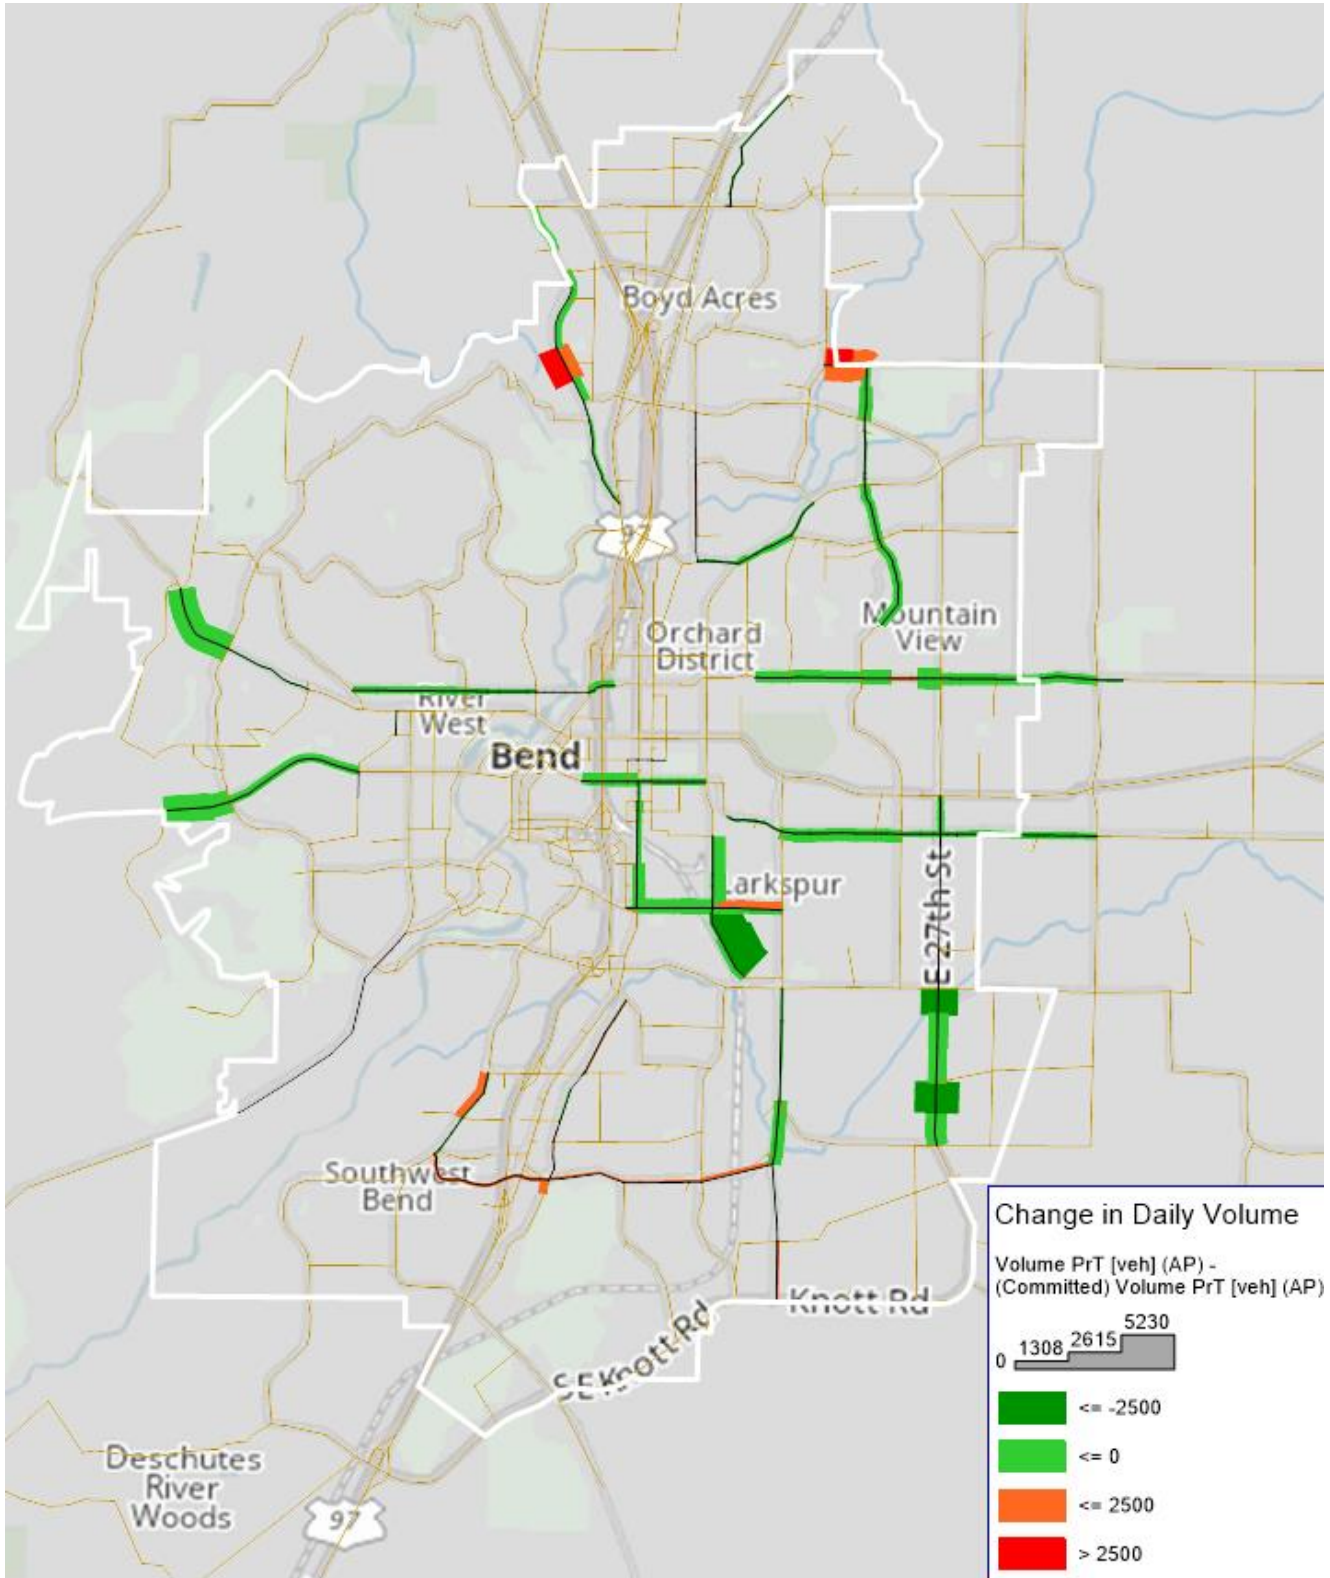 Boyd Acres
97
Mountain
View
Orchard
District
River
West
Bend
Larkspur
E 27th St
Southwest
Bend
Knott Rd
SE Knott Rd
Deschutes
River
Woods
97
Change in Daily Volume
Volume PrT [veh] (AP) -
(Committed) Volume PrT [veh] (AP)
0 1308 2615 5230
<= -2500
<= 0
<= 2500
> 2500